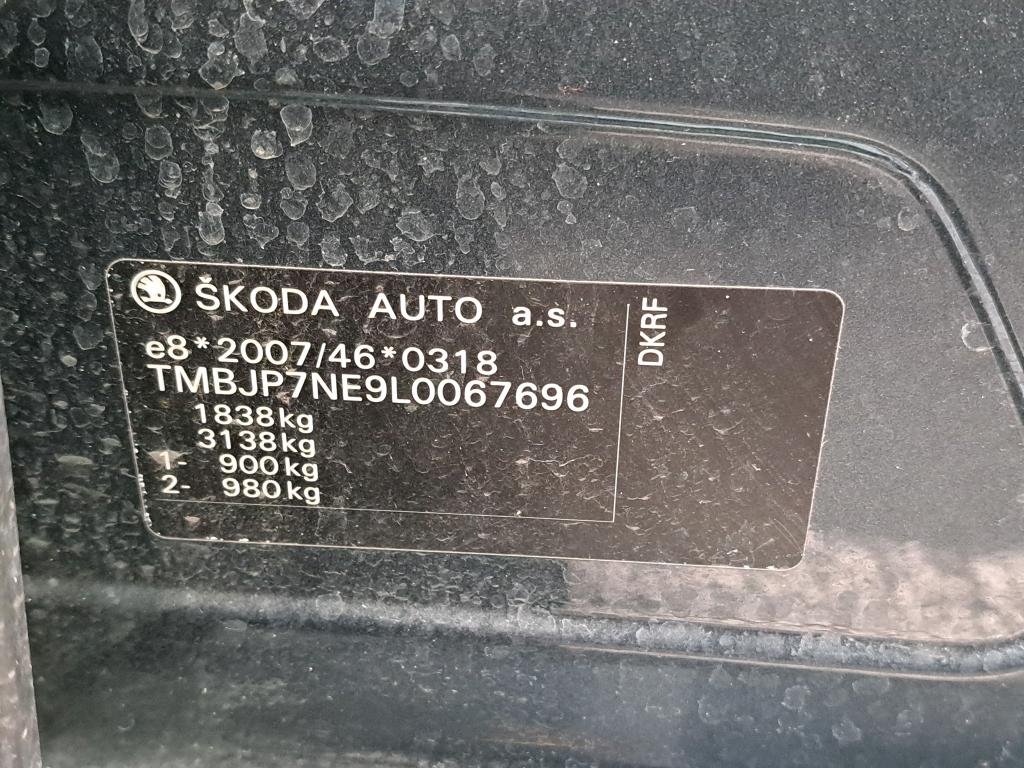 ŠKODA AUTO a.s.
e8*2007/46*0318
TMBJP7NE9L0067696
1838kg
3138kg
1- 900kg
2- 980kg
DKRF